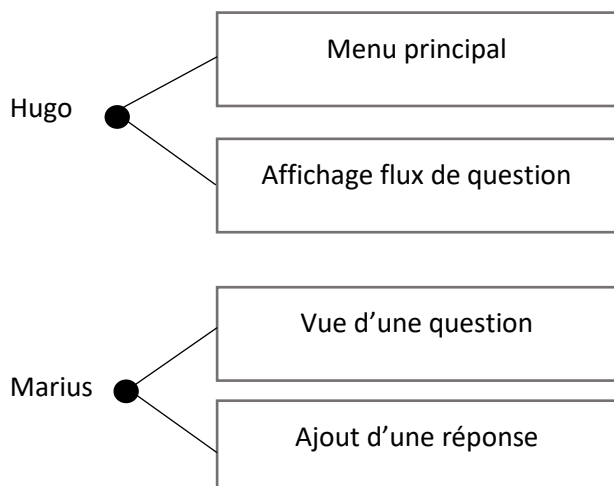 Menu principal
Hugo
Affichage flux de question
Vue d’une question
Marius
Ajout d’une réponse